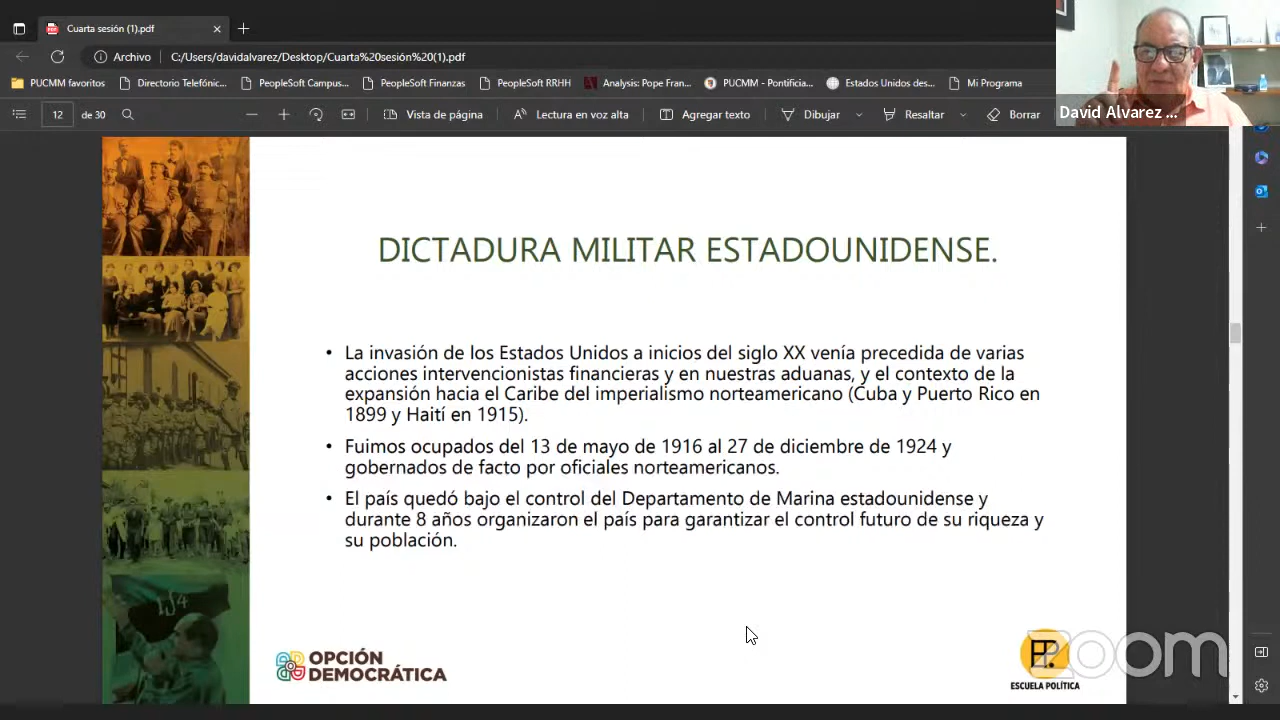 Cuarta sesión (1).pdf
Archivo
C:/Users/davidalvarez/Desktop/Cuarta%20sesión%20(1).pdf
PUCMM favoritos
Directorio Telefónic...
PeopleSoft Campus...
PeopleSoft Finanzas
PeopleSoft RRHH
Analysis: Pope Fran...
PUCMM - Pontificia...
Estados Unidos des...
Mi Programa
12
de 30
Vista de página
Lectura en voz alta
Agregar texto
Dibujar
Resaltar
Borrar
David Alvarez ...
DICTADURA MILITAR ESTADOUNIDENSE.
• La invasión de los Estados Unidos a inicios del siglo XX venía precedida de varias
acciones intervencionistas financieras y en nuestras aduanas, y el contexto de la
expansión hacia el Caribe del imperialismo norteamericano (Cuba y Puerto Rico en
1899 y Haití en 1915).
• Fuimos ocupados del 13 de mayo de 1916 al 27 de diciembre de 1924 y
gobernados de facto por oficiales norteamericanos.
• El país quedó bajo el control del Departamento de Marina estadounidense y
durante 8 años organizaron el país para garantizar el control futuro de su riqueza y
su población.
1J4
OPCIÓN
DEMOCRÁTICA
EP.
ESCUELA POLÍTICA
zoom